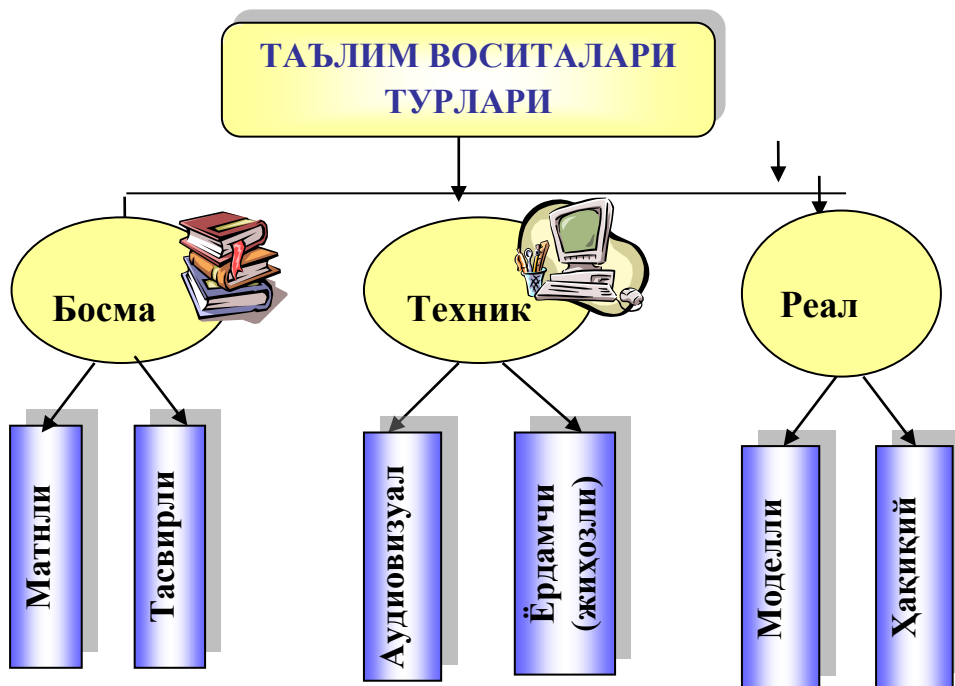 ТАЪЛИМ ВОСИТАЛАРИ
ТУРЛАРИ
Босма
Техник
Реал
Матнли
Тасвирли
Аудиовизуал
Ёрдамчи
(жиҳозли)
Моделли
Ҳақиқий